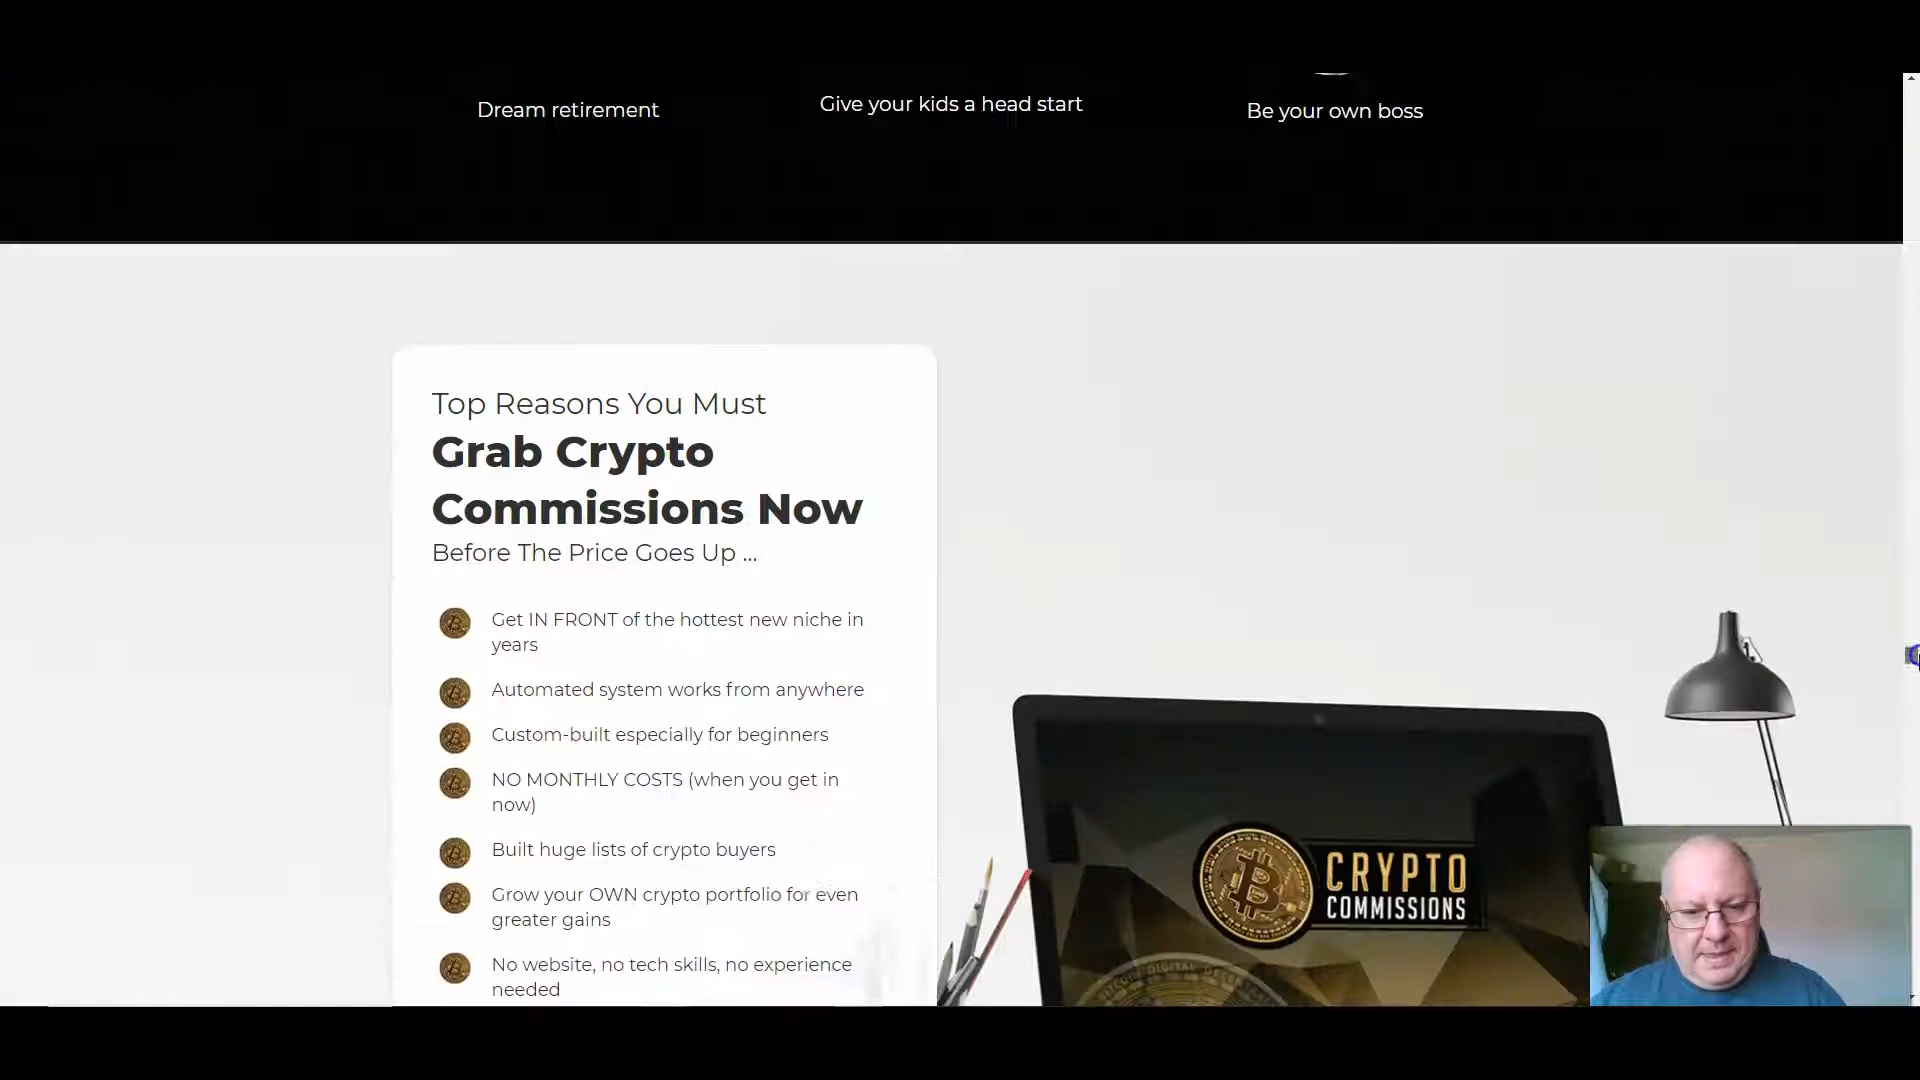 Dream retirement
Give your kids a head start
Be your own boss
Top Reasons You Must
Grab Crypto
Commissions Now
Before The Price Goes Up ...
Get IN FRONT of the hottest new niche in
years
Automated system works from anywhere
Custom-built especially for beginners
NO MONTHLY COSTS (when you get in
now)
Built huge lists of crypto buyers
Grow your OWN crypto portfolio for even
greater gains
No website, no tech skills, no experience
needed
CRYPTO
COMMISSIONS